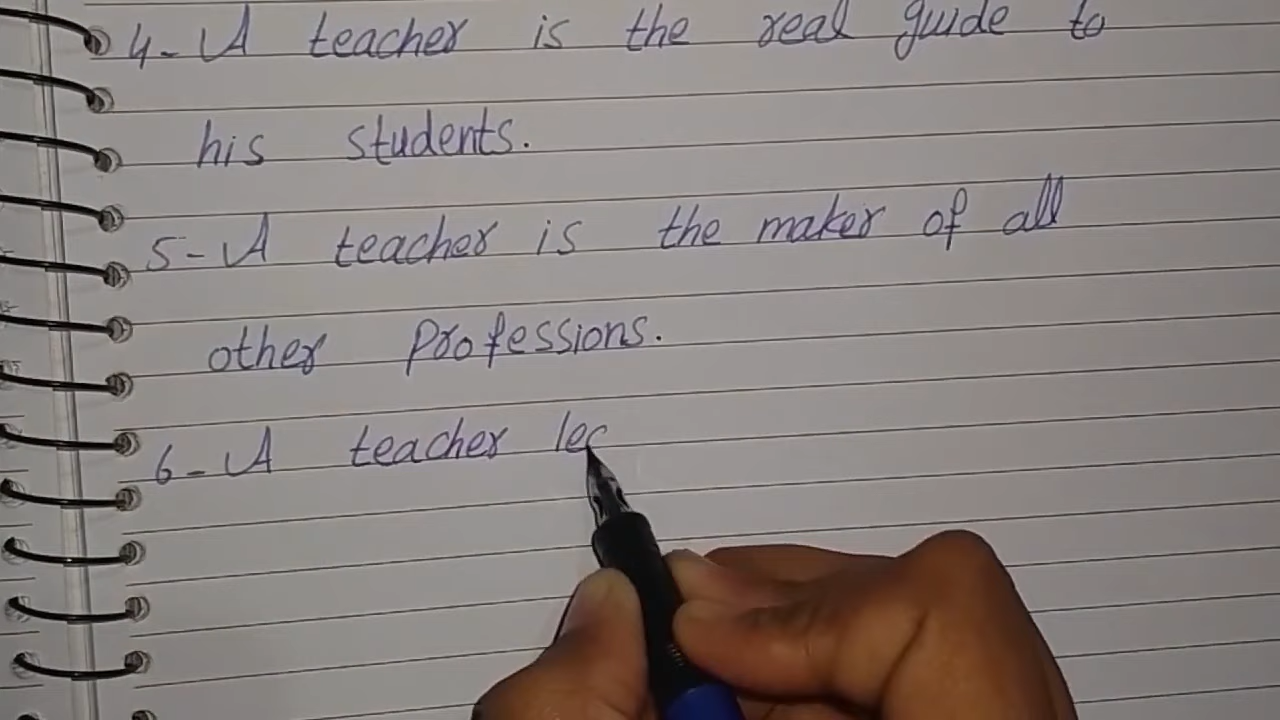 4- A teacher is the real guide to
his students.
5- A teacher is the maker of all
other Professions.
6- A teacher lec